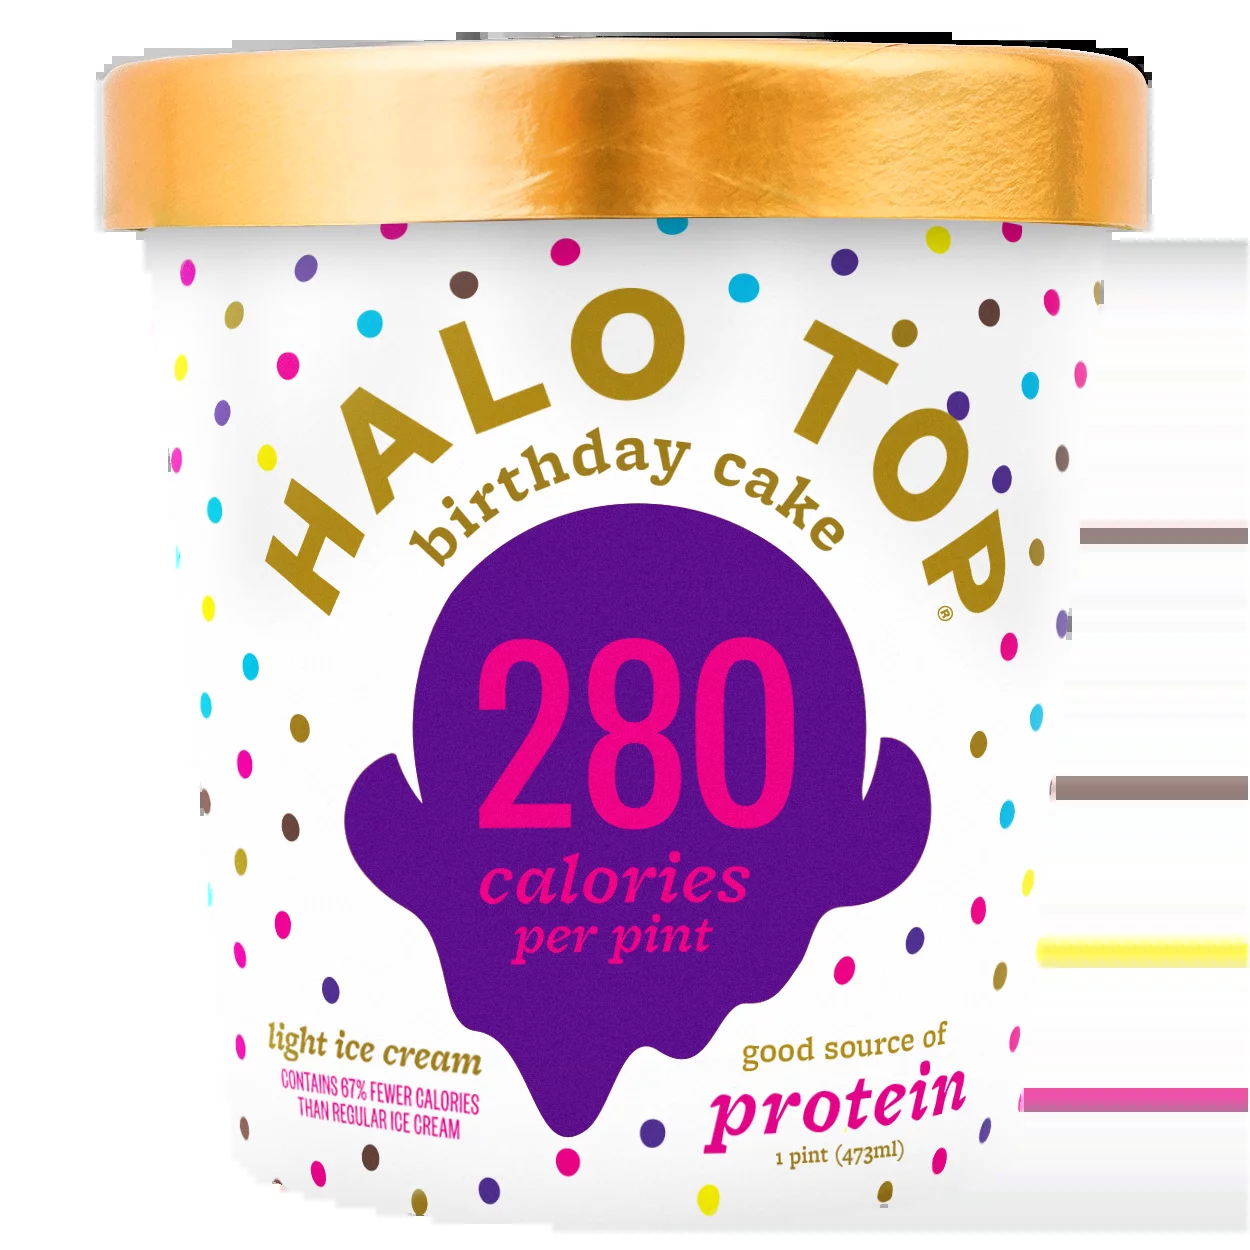 HALO TOP®
birthday cake
280
calories
per pint
light ice cream
CONTAINS 67% FEWER CALORIES
THAN REGULAR ICE CREAM
good source of
protein
1 pint (473ml)